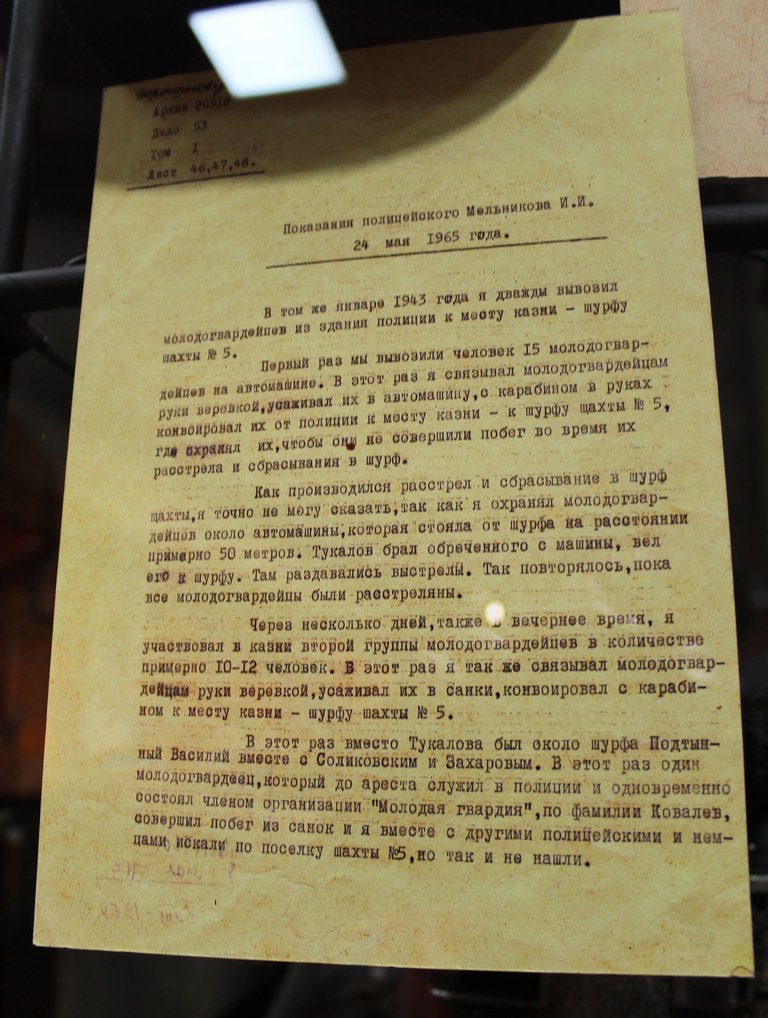 Архив 26518
Дело 53
Том I
Лист 46,47,48.
Показания полицейского Мельникова И.И.
24 мая 1965 года.
В том же январе 1943 года я дважды вывозил
молодогвардейцев из здания полиции к месту казни - шурфу
шахты № 5.
Первый раз мы вывозили человек 15 молодогвар-
дейцев на автомашине. В этот раз я связывал молодогвардейцам
руки веревкой,усаживал их в автомашину,с карабином в руках
конвоировал их от полиции к месту казни - к шурфу щахты № 5,
где охранял их,чтобы они не совершили побег во время их
расстрела и сбрасывания в шурф.
Как производился расстрел и сбрасывание в шурф
щахты,я точно не могу сказать,так как я охранял молодогвар-
дейцев около автомашины,которая стояла от шурфа на расстоянии
примерно 50 метров. Тукалов брал обреченного с машины, вел
его к шурфу. Там раздавались выстрелы. Так повторялось,пока
все молодогвардейцы были расстреляны.
Через несколько дней,также в вечернее время, я
участвовал в казни второй группы молодогвардейцев в количестве
примерно 10-12 человек. В этот раз я так же связывал молодогвар-
дейцам руки веревкой,усаживал их в санки,конвоировал с караби-
ном к месту казни - шурфу шахты № 5.
В этот раз вместо Тукалова был около шурфа Подтын-
ный Василий вместе с Соликовским и Захаровым. В этот раз один
молодогвардеец,который до ареста служил в полиции и одновременно
состоял членом организации "Молодая гвардия",по фамилии Ковалев,
совершил побег из санок и я вместе с другими полицейскими и нем-
цами искали по поселку шахты №5,но так и не нашли.